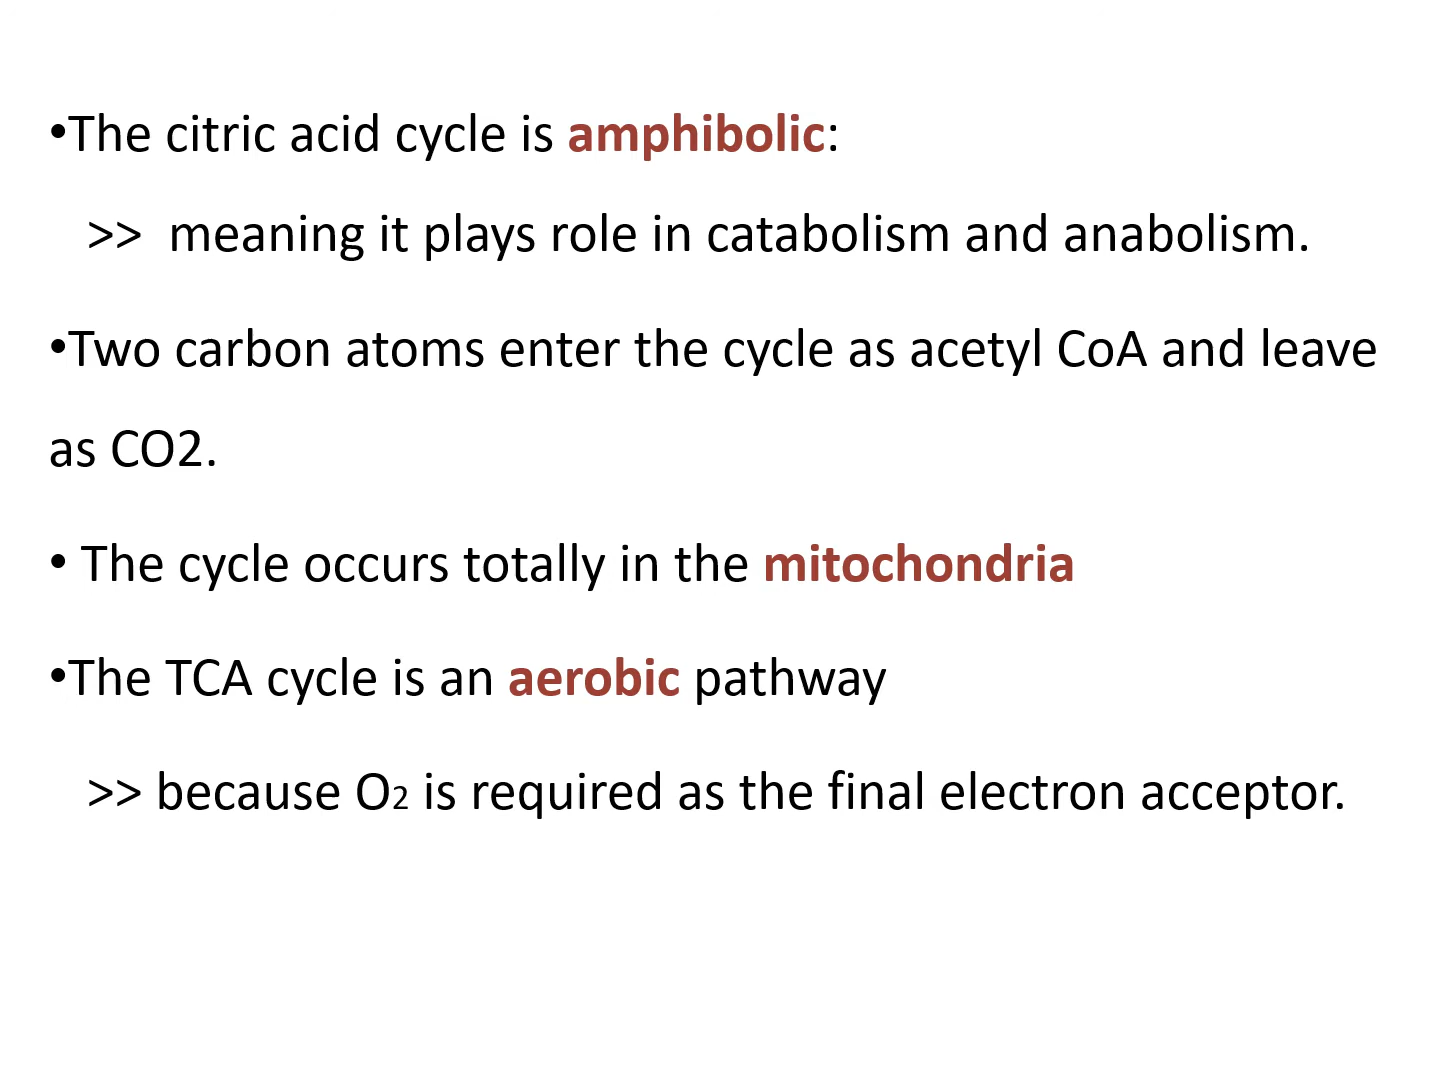 •The citric acid cycle is amphibolic:
>> meaning it plays role in catabolism and anabolism.
•Two carbon atoms enter the cycle as acetyl CoA and leave
as CO2.
• The cycle occurs totally in the mitochondria
•The TCA cycle is an aerobic pathway
>> because O2 is required as the final electron acceptor.